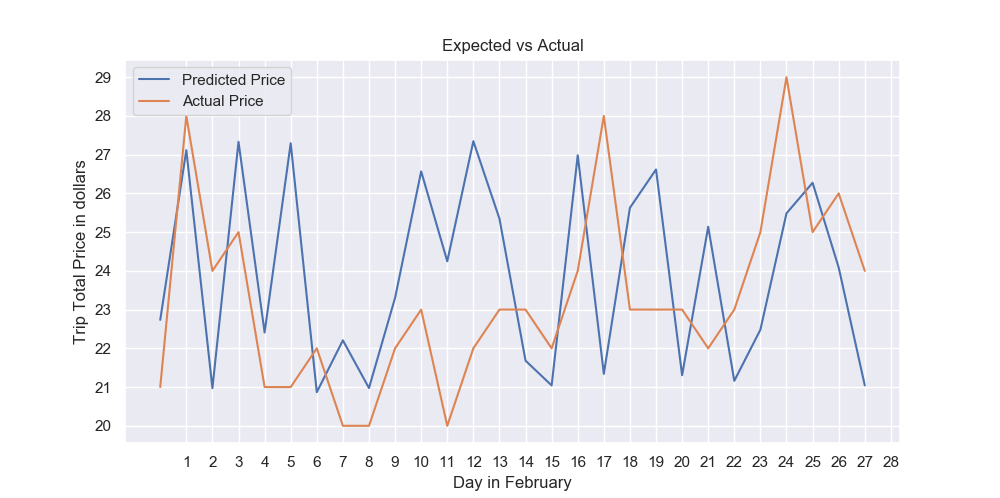 Expected vs Actual
Predicted Price
Actual Price
Trip Total Price in dollars
29
28
27
26
25
24
23
22
21
20
1 2 3 4 5 6 7 8 9 10 11 12 13 14 15 16 17 18 19 20 21 22 23 24 25 26 27 28
Day in February